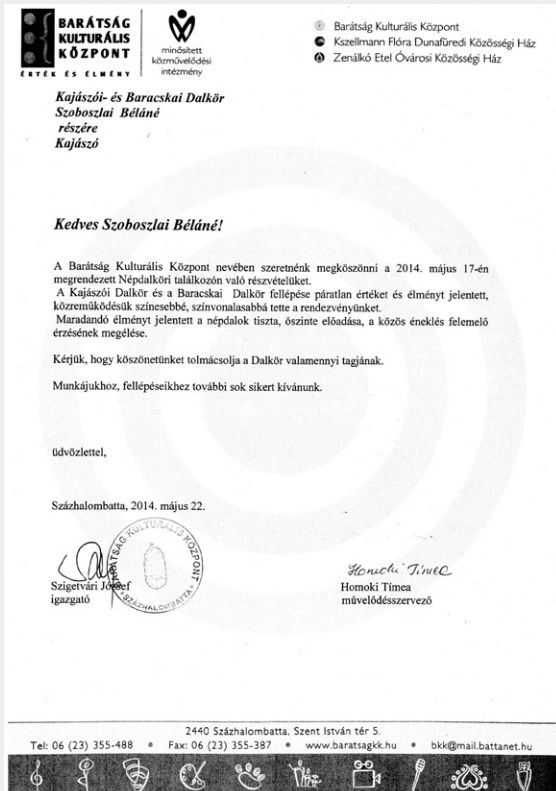 BARÁTSÁG
KULTURÁLIS
KÖZPONT
ÉRTÉK ÉS ÉLMÉNY
minősített
közművelődési
intézmény
Barátság Kulturális Központ
Kszellmann Flóra Dunafüredi Közösségi Ház
Zenálkó Etel Óvárosi Közösségi Ház
Kajászói- és Baracskai Dalkör
Szoboszlai Béláné
részére
Kajászó
Kedves Szoboszlai Béláné!
A Barátság Kulturális Központ nevében szeretnénk megköszönni a 2014. május 17-én
megrendezett Népdalköri találkozón való részvételüket.
A Kajászói Dalkör és a Baracskai Dalkör fellépése páratlan értéket és élményt jelentett,
közreműködésük színesebbé, színvonalasabbá tette a rendezvényünket.
Maradandó élményt jelentett a népdalok tiszta, őszinte előadása, a közös éneklés felemelő
érzésének megélése.
Kérjük, hogy köszönetünket tolmácsolja a Dalkör valamennyi tagjának.
Munkájukhoz, fellépéseikhez további sok sikert kívánunk.
üdvözlettel,
Százhalombatta, 2014. május 22.
BARÁTSÁG KULTURÁLIS KÖZPONT
SZÁZHALOMBATTA
Szigetvári József
igazgató
Homoki Tímea
Homoki Tímea
művelődésszervező
2440 Százhalombatta, Szent István tér 5.
Tel: 06 (23) 355-488 • Fax: 06 (23) 355-387 • www.baratsagkk.hu • bkk@mail.battanet.hu